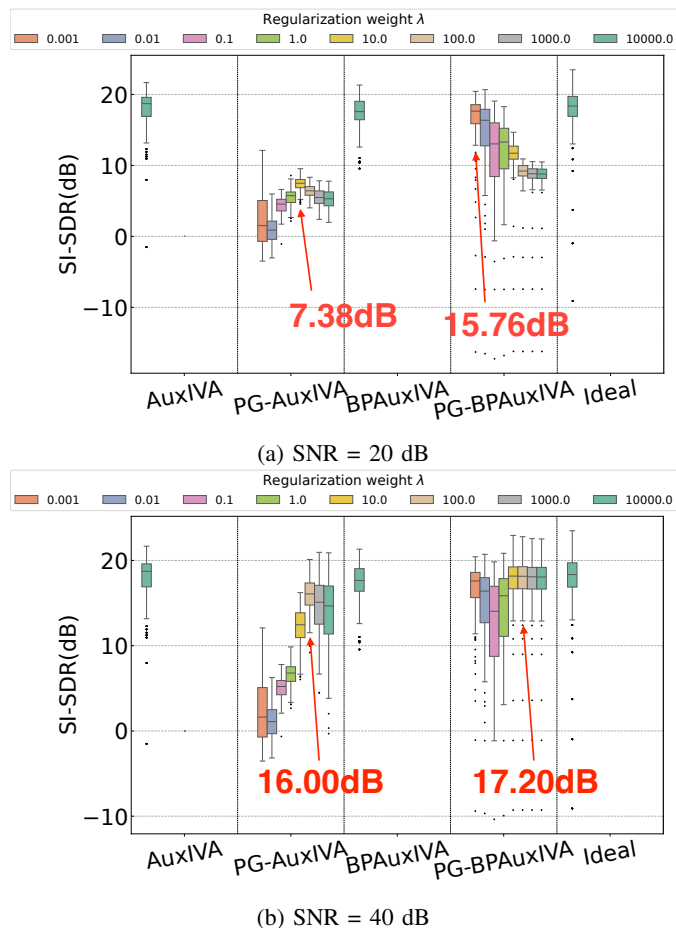 Regularization weight λ
0.001 0.01 0.1 1.0 10.0 100.0 1000.0 10000.0
20
10
0
−10
SI-SDR(dB)
7.38dB
15.76dB
AuxIVA PG-AuxIVA BPAuxIVA PG-BPAuxIVA Ideal
(a) SNR = 20 dB
Regularization weight λ
0.001 0.01 0.1 1.0 10.0 100.0 1000.0 10000.0
20
10
0
−10
SI-SDR(dB)
16.00dB
17.20dB
AuxIVA PG-AuxIVA BPAuxIVA PG-BPAuxIVA Ideal
(b) SNR = 40 dB